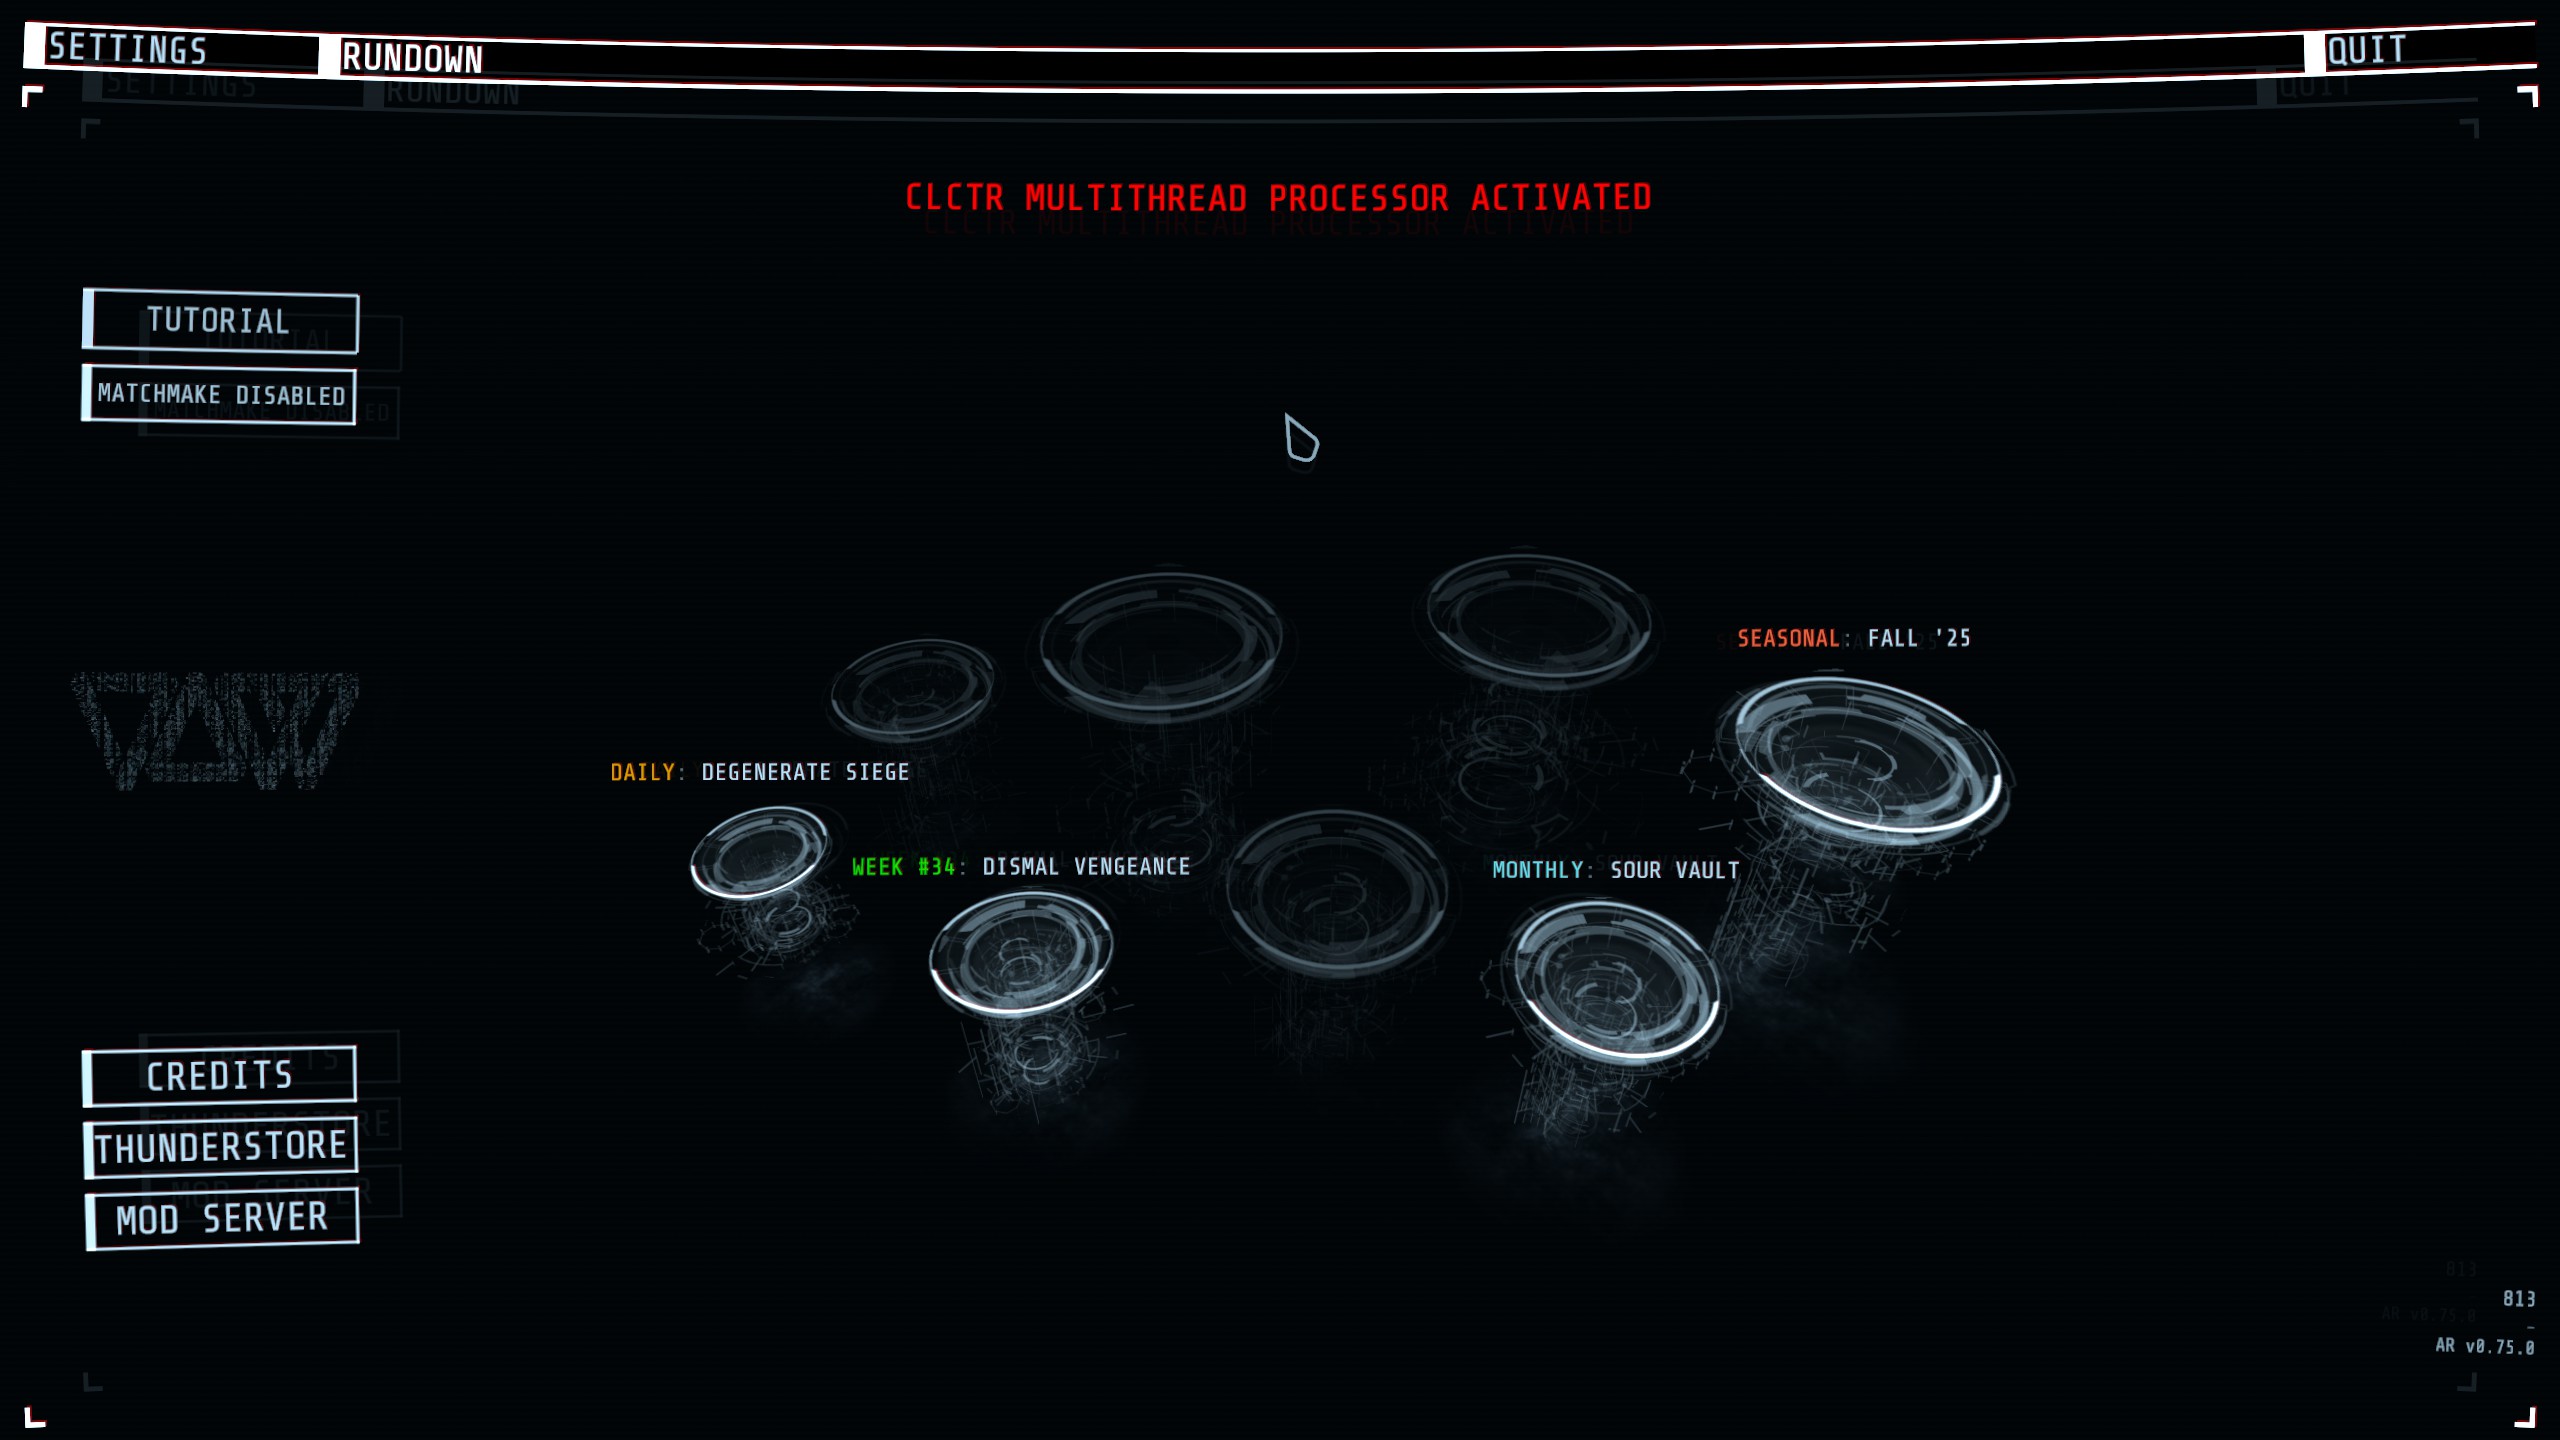 SETTINGS
RUNDOWN
QUIT
CLCTR MULTITHREAD PROCESSOR ACTIVATED
TUTORIAL
MATCHMAKE DISABLED
SEASONAL: FALL '25
DAILY: DEGENERATE SIEGE
WEEK #34: DISMAL VENGEANCE
MONTHLY: SOUR VAULT
CREDITS
THUNDERSTORE
MOD SERVER
813
-
AR v0.75.0